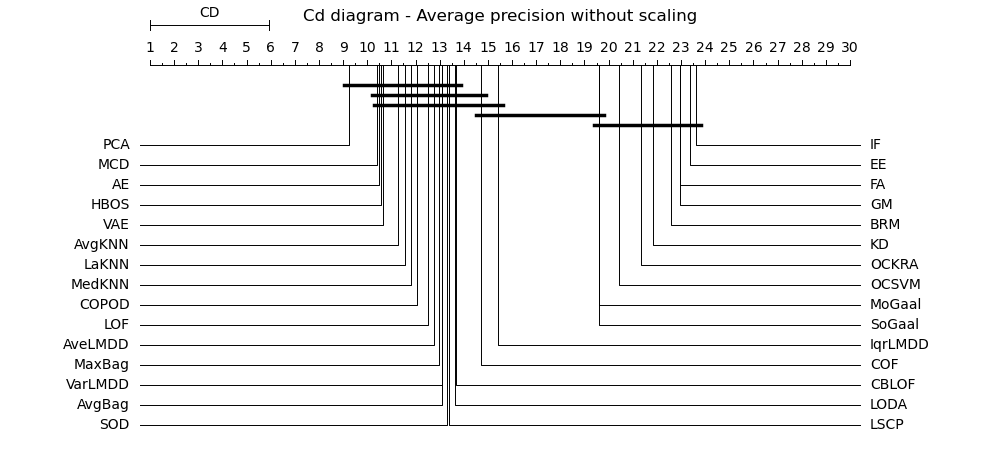 CD
Cd diagram - Average precision without scaling
1 2 3 4 5 6 7 8 9 10 11 12 13 14 15 16 17 18 19 20 21 22 23 24 25 26 27 28 29 30
PCA IF
MCD EE
AE FA
HBOS GM
VAE BRM
AvgKNN KD
LaKNN OCKRA
MedKNN OCSVM
COPOD MoGaal
LOF SoGaal
AveLMDD IqrLMDD
MaxBag COF
VarLMDD CBLOF
AvgBag LODA
SOD LSCP